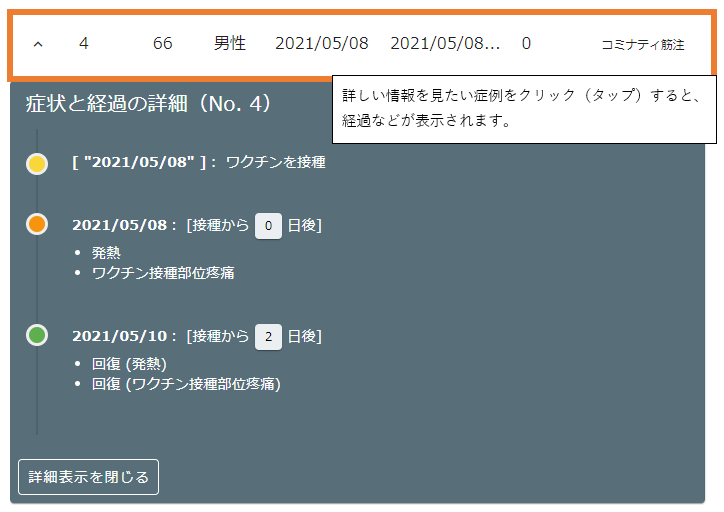 4 66 男性 2021/05/08 2021/05/08... 0 コミナティ筋注
詳しい情報を見たい症例をクリック（タップ）すると、
経過などが表示されます。
症状と経過の詳細（No. 4）
[ "2021/05/08" ]： ワクチンを接種
2021/05/08： [接種から 0 日後]
• 発熱
• ワクチン接種部位疼痛
2021/05/10： [接種から 2 日後]
• 回復 (発熱)
• 回復 (ワクチン接種部位疼痛)
詳細表示を閉じる